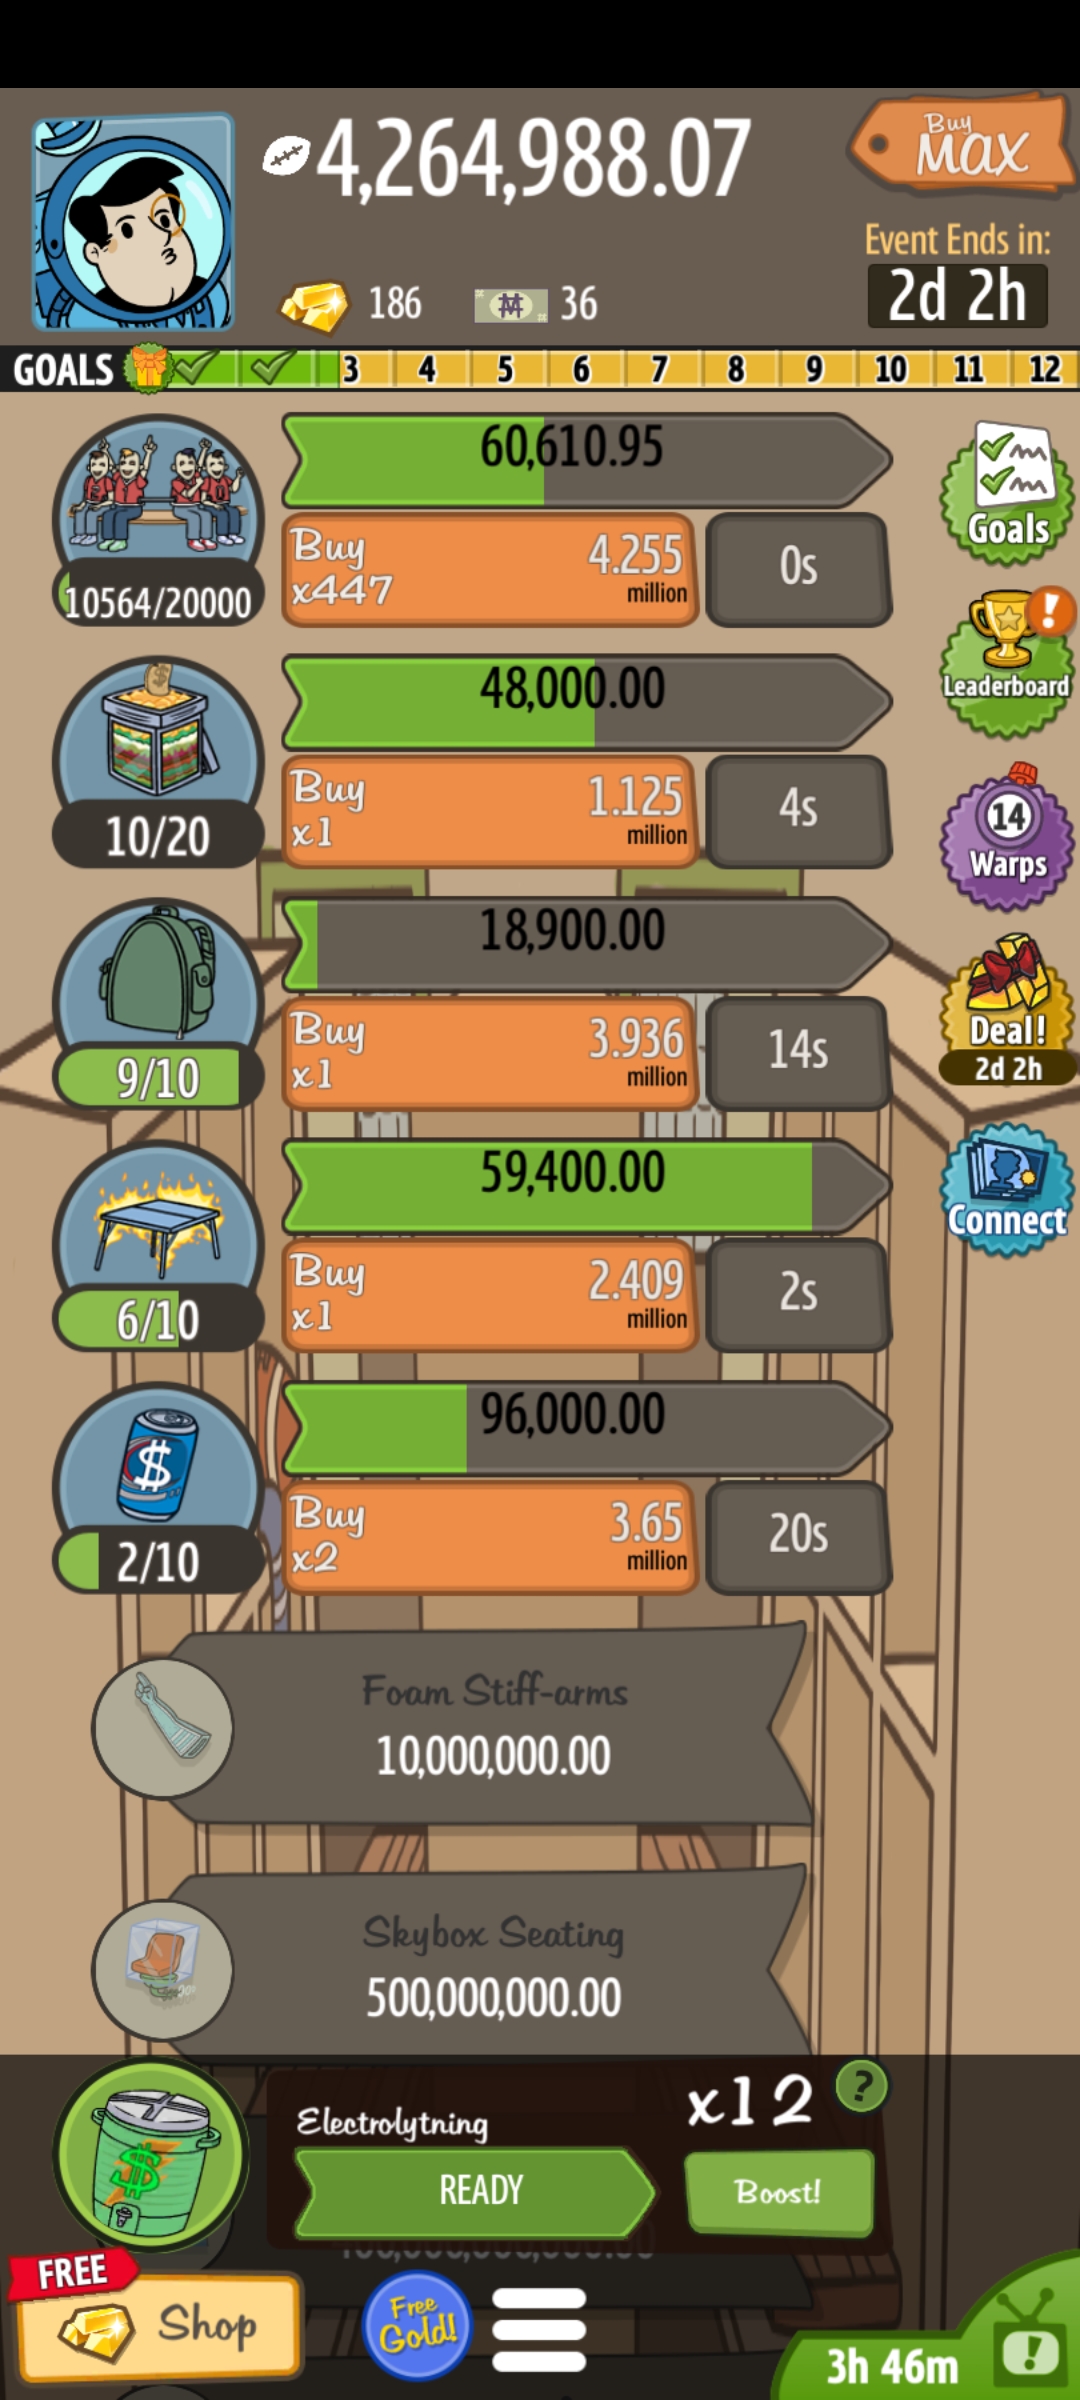 4,264,988.07
Buy
MAX
186
36
Event Ends in:
2d 2h
GOALS
3
4
5
6
7
8
9
10
11
12
60,610.95
10564/20000
Buy
x447
4.255
million
0s
Goals
48,000.00
10/20
Buy
x1
1.125
million
4s
Leaderboard
18,900.00
9/10
Buy
x1
3.936
million
14s
14
Warps
59,400.00
6/10
Buy
x1
2.409
million
2s
Deal!
2d 2h
96,000.00
2/10
Buy
x2
3.65
million
20s
Connect
Foam Stiff-arms
10,000,000.00
Skybox Seating
500,000,000.00
Electrolytning
x12
?
READY
Boost!
FREE
Shop
Free
Gold!
3h 46m